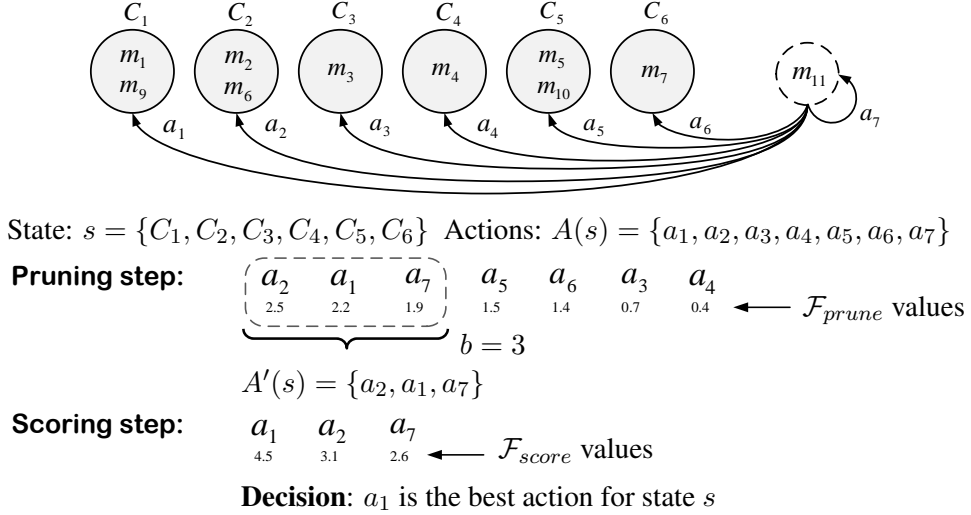 C₁ C₂ C₃ C₄ C₅ C₆
m₁ m₂ m₃ m₄ m₅ m₇ m₁₁
m₉ m₆ m₁₀
a₁ a₂ a₃ a₄ a₅ a₆ a₇
State: s = {C₁, C₂, C₃, C₄, C₅, C₆} Actions: A(s) = {a₁, a₂, a₃, a₄, a₅, a₆, a₇}
Pruning step: a₂ a₁ a₇ a₅ a₆ a₃ a₄
2.5 2.2 1.9 1.5 1.4 0.7 0.4 ← ℱprune values
b = 3
A′(s) = {a₂, a₁, a₇}
Scoring step: a₁ a₂ a₇
4.5 3.1 2.6 ← ℱscore values
Decision: a₁ is the best action for state s